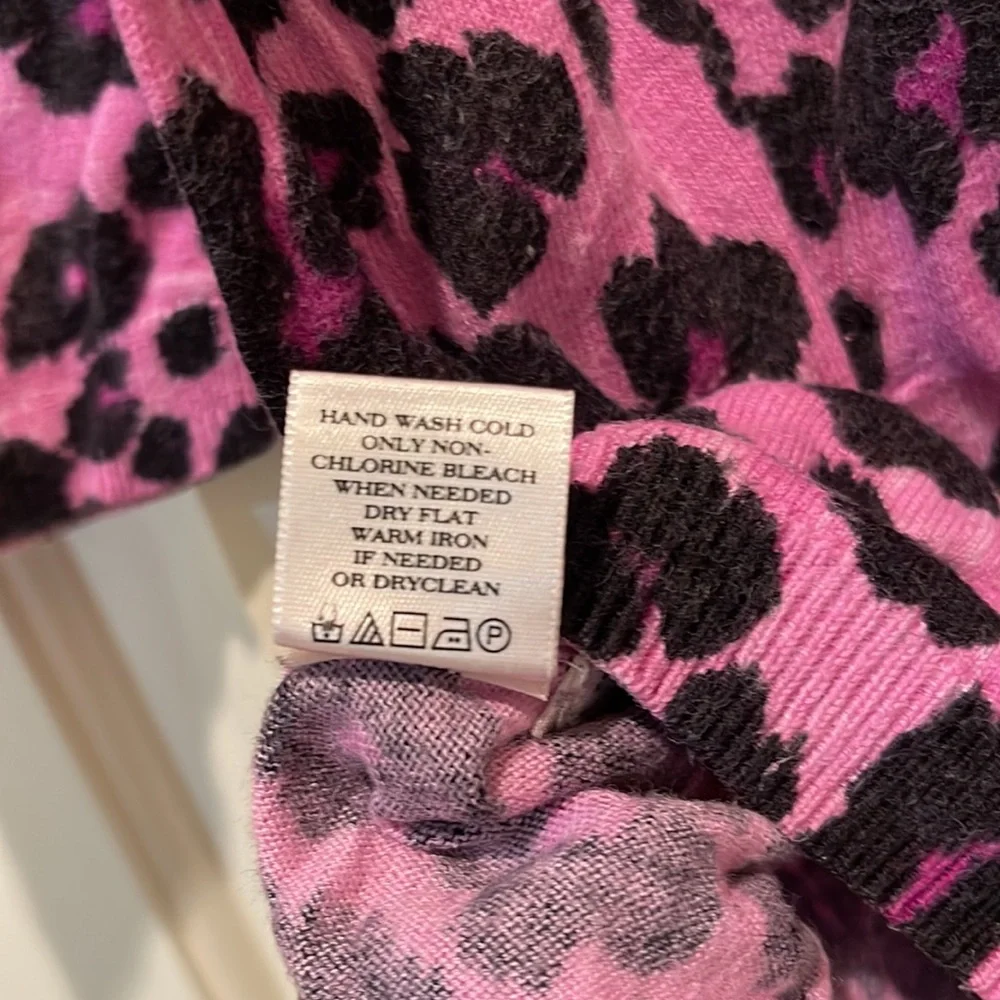 HAND WASH COLD
ONLY NON-
CHLORINE BLEACH
WHEN NEEDED
DRY FLAT
WARM IRON
IF NEEDED
OR DRYCLEAN
P